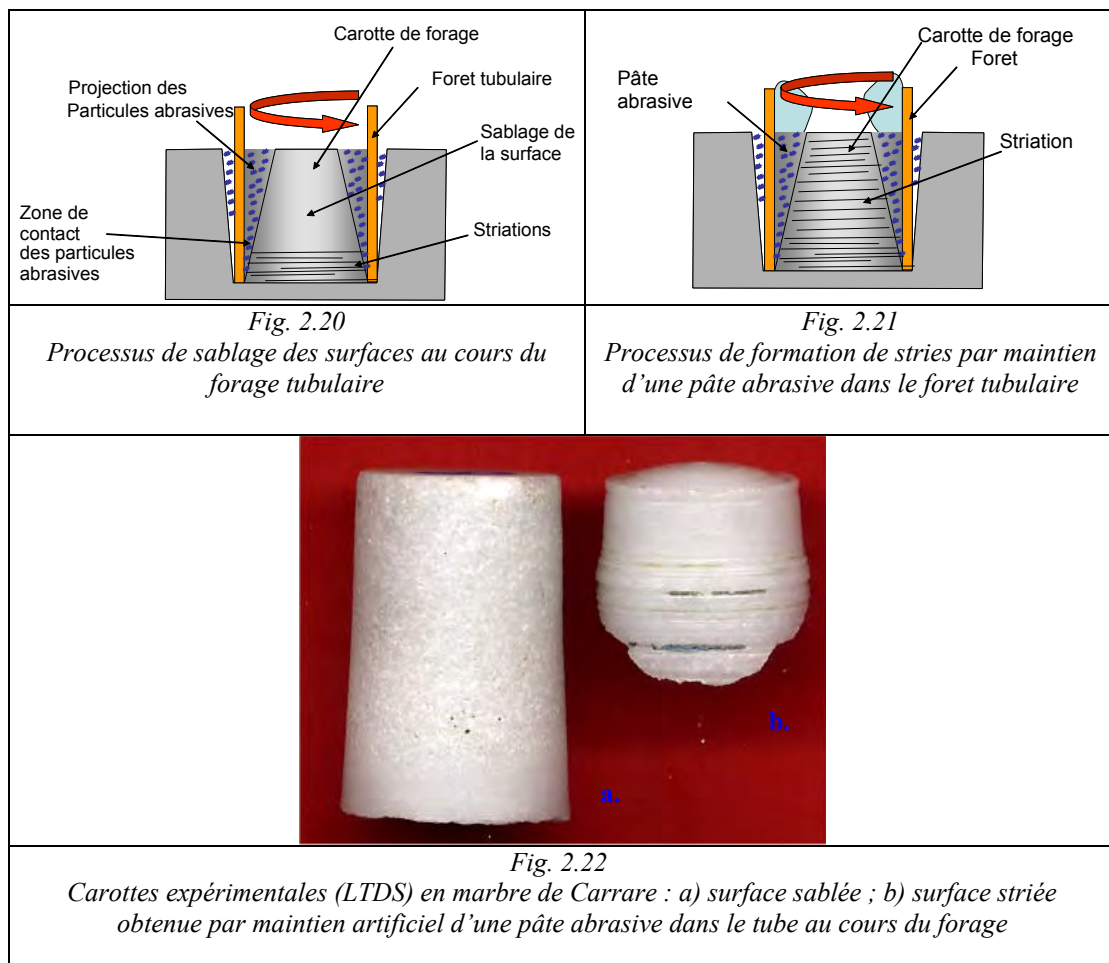 Carotte de forage
Projection des
Particules abrasives
Foret tubulaire
Sablage de
la surface
Zone de
contact
des particules
abrasives
Striations
Carotte de forage
Foret
Pâte
abrasive
Striation
Fig. 2.20
Processus de sablage des surfaces au cours du
forage tubulaire
Fig. 2.21
Processus de formation de stries par maintien
d’une pâte abrasive dans le foret tubulaire
a.
b.
Fig. 2.22
Carottes expérimentales (LTDS) en marbre de Carrare : a) surface sablée ; b) surface striée
obtenue par maintien artificiel d’une pâte abrasive dans le tube au cours du forage